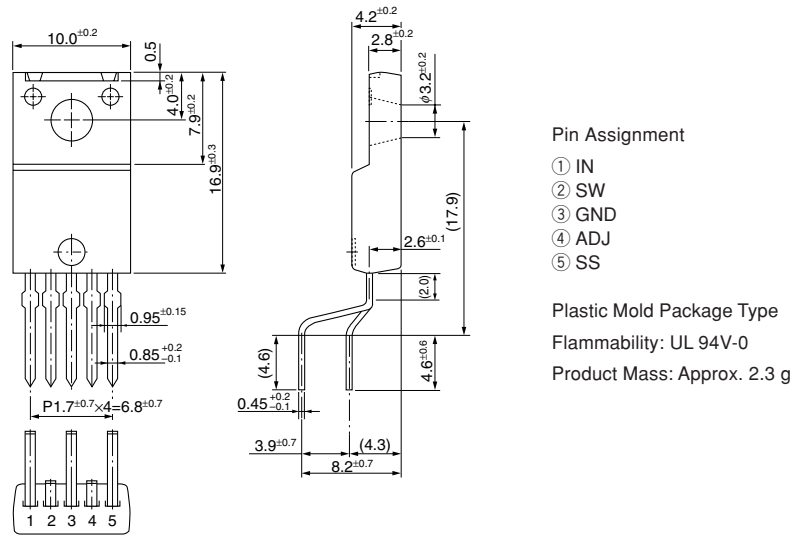 10.0±0.2
0.5
4.0±0.2
7.9±0.2
16.9±0.3
0.95±0.15
0.85+0.2−0.1
P1.7±0.7×4=6.8±0.7
1 2 3 4 5
4.2±0.2
2.8±0.2
φ3.2±0.2
(17.9)
2.6±0.1
(2.0)
(4.6)
4.6±0.6
0.45+0.2−0.1
3.9±0.7
(4.3)
8.2±0.7
Pin Assignment
① IN
② SW
③ GND
④ ADJ
⑤ SS
Plastic Mold Package Type
Flammability: UL 94V-0
Product Mass: Approx. 2.3 g